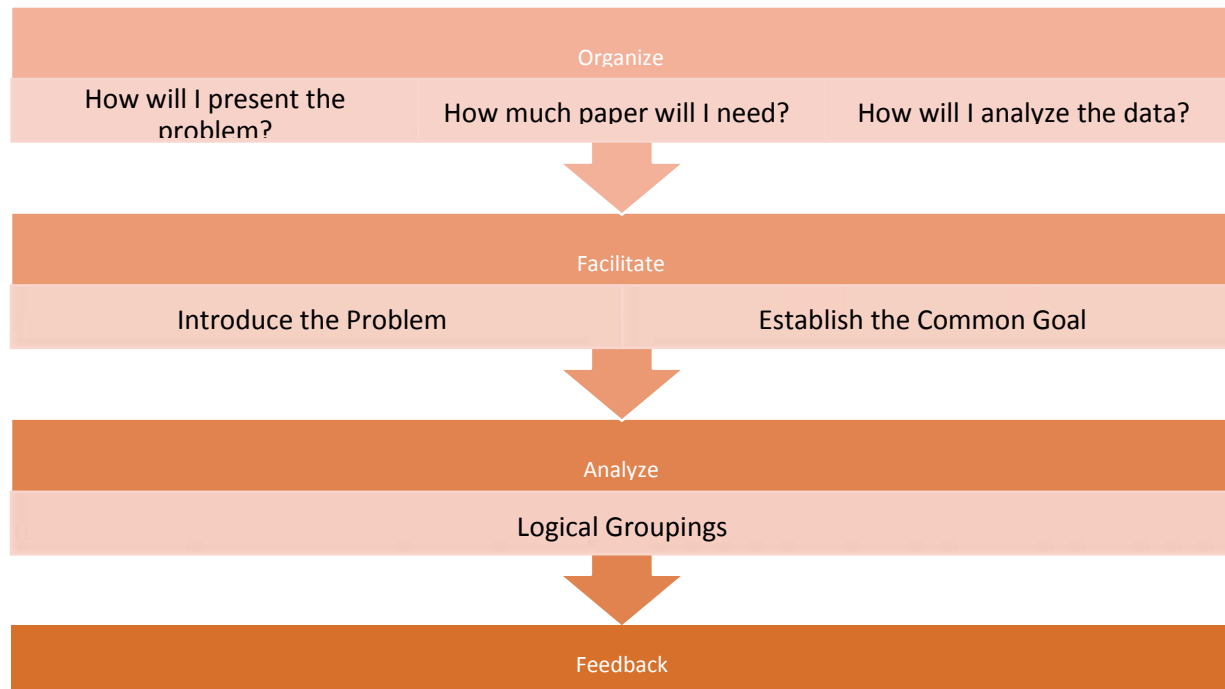 Organize
How will I present the
problem?
How much paper will I need?
How will I analyze the data?
Facilitate
Introduce the Problem
Establish the Common Goal
Analyze
Logical Groupings
Feedback